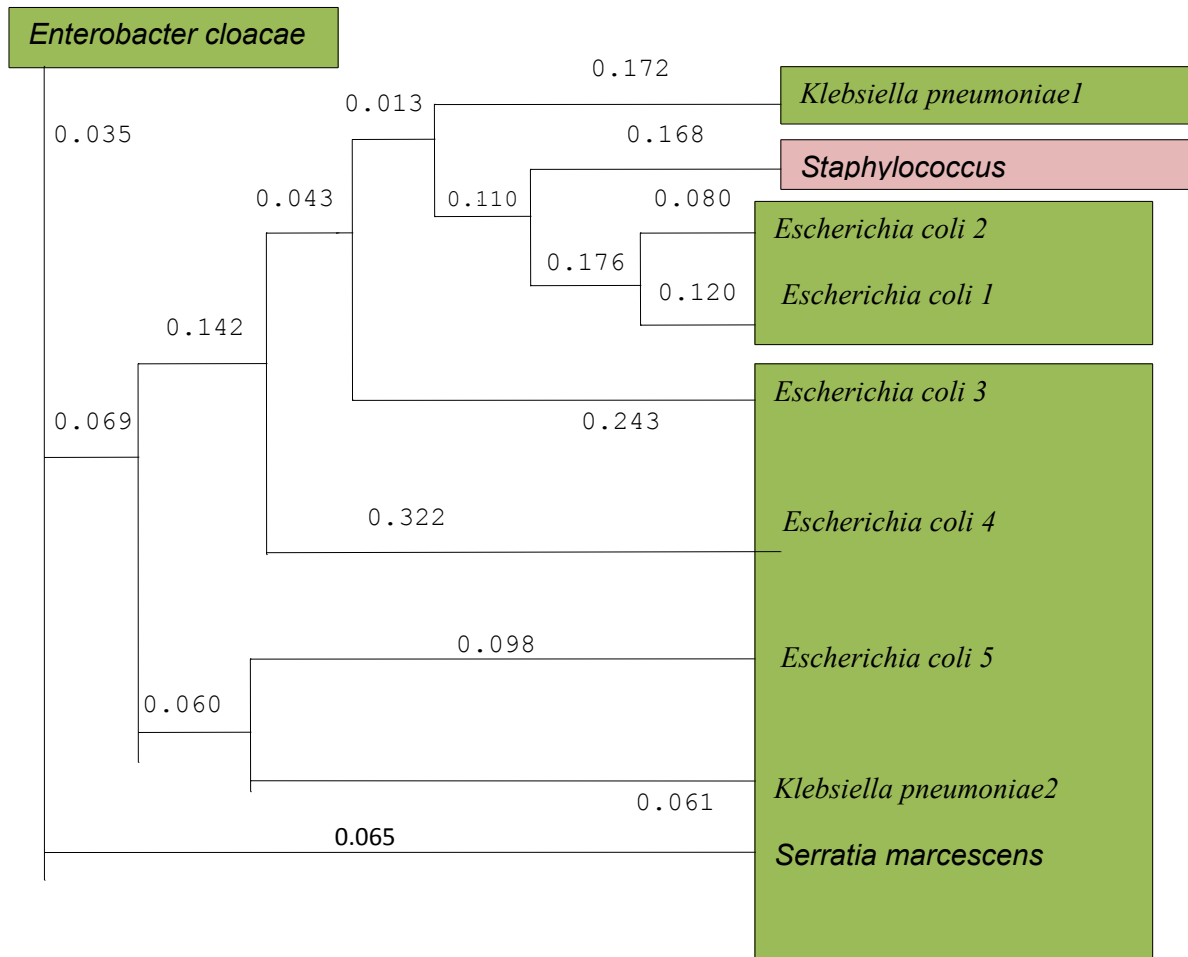 Enterobacter cloacae
0.172
Klebsiella pneumoniae1
0.013
0.035
0.168
Staphylococcus
0.043
0.110
0.080
Escherichia coli 2
0.176
0.120
Escherichia coli 1
0.142
Escherichia coli 3
0.069
0.243
0.322
Escherichia coli 4
0.098
Escherichia coli 5
0.060
Klebsiella pneumoniae2
0.061
0.065
Serratia marcescens